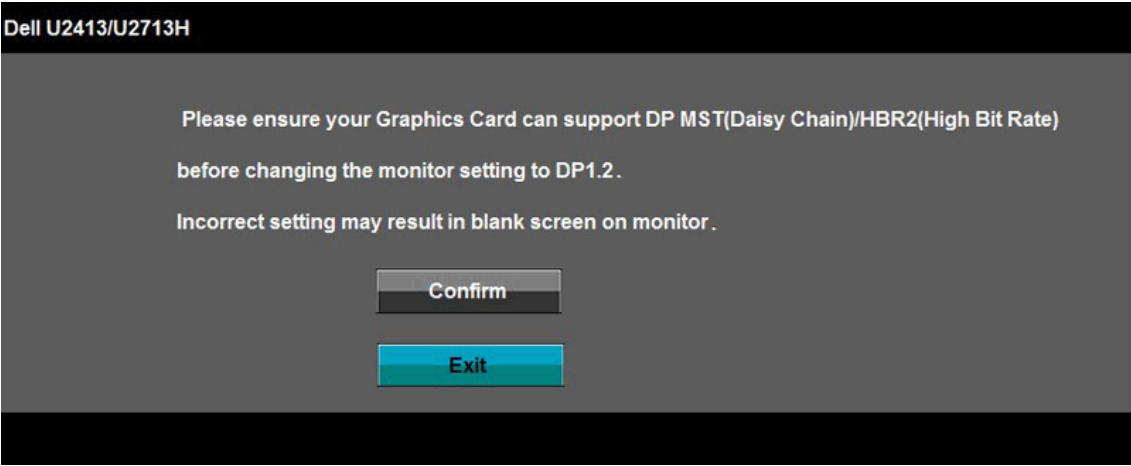 Dell U2413/U2713H
Please ensure your Graphics Card can support DP MST(Daisy Chain)/HBR2(High Bit Rate)
before changing the monitor setting to DP1.2.
Incorrect setting may result in blank screen on monitor.
Confirm
Exit